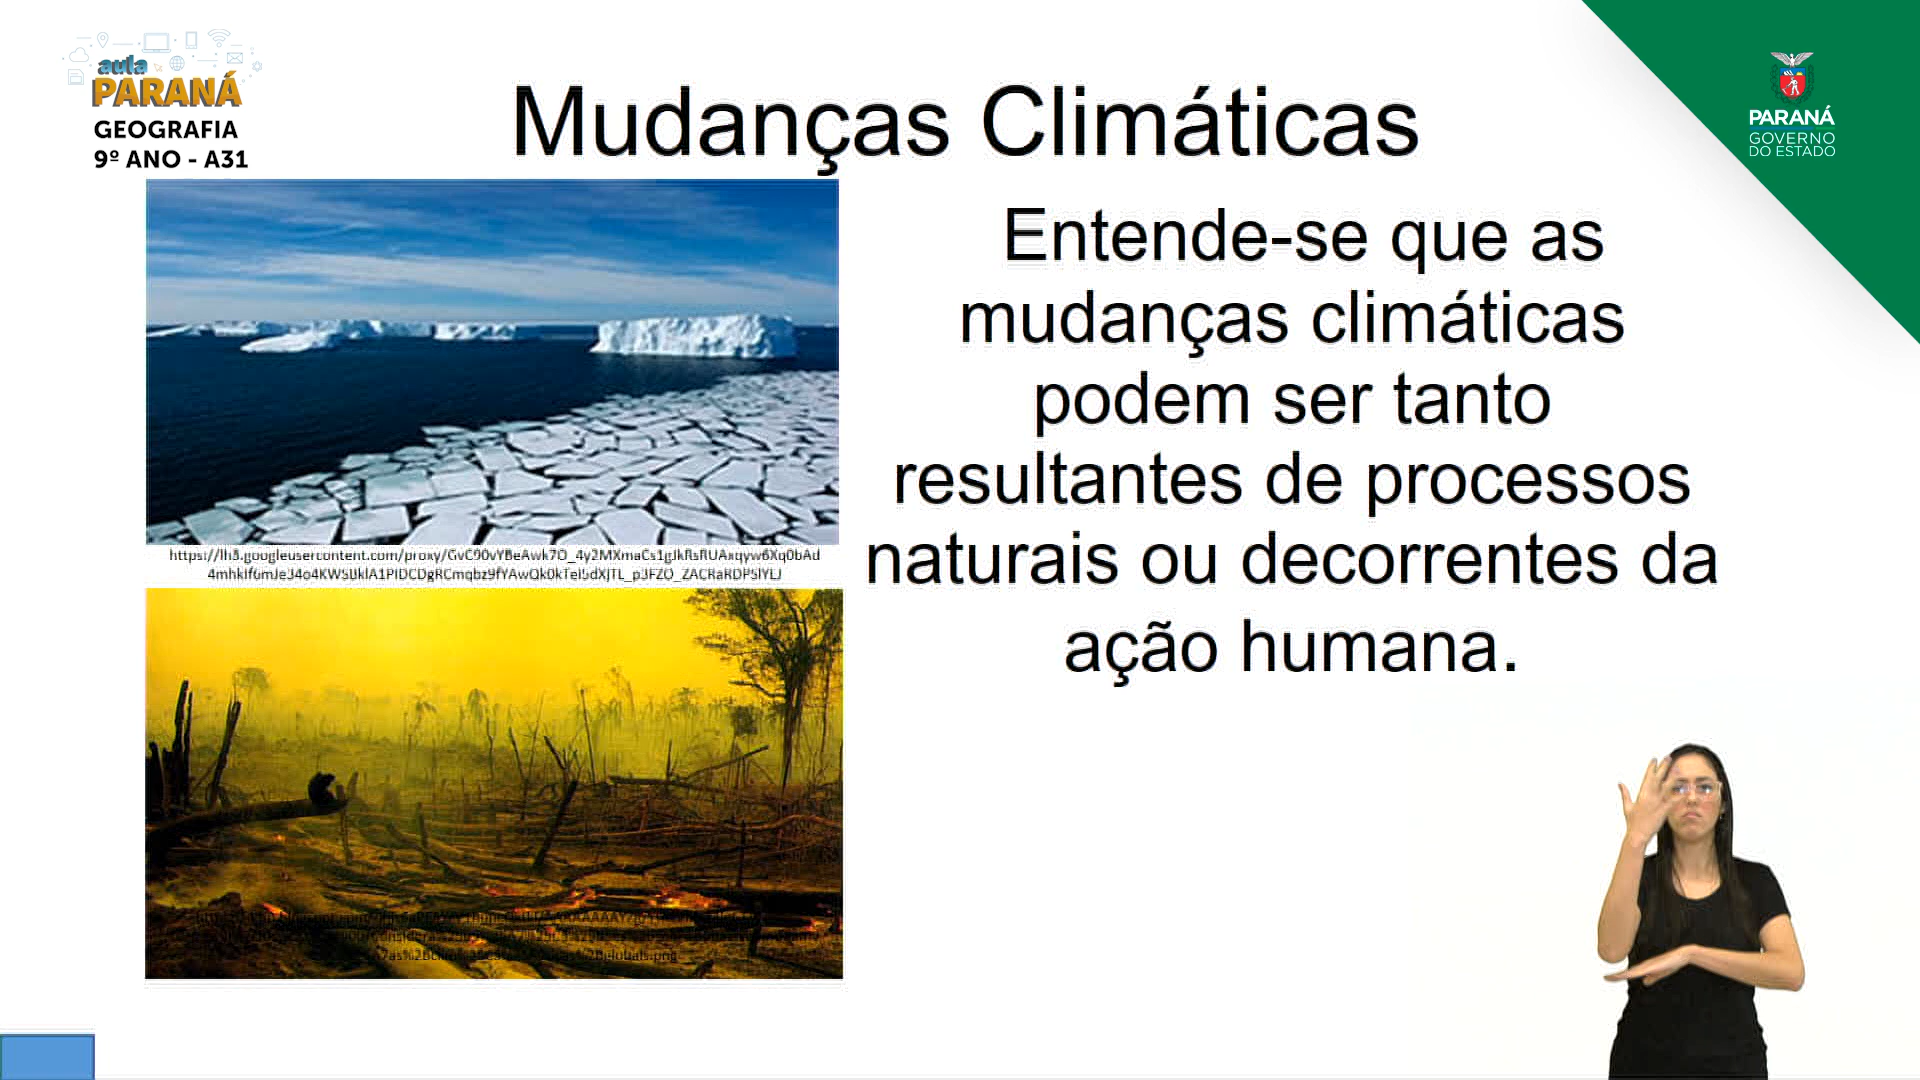 aula
PARANÁ
GEOGRAFIA
9º ANO - A31
Mudanças Climáticas
PARANÁ
GOVERNO
DO ESTADO
Entende-se que as
mudanças climáticas
podem ser tanto
resultantes de processos
naturais ou decorrentes da
ação humana.